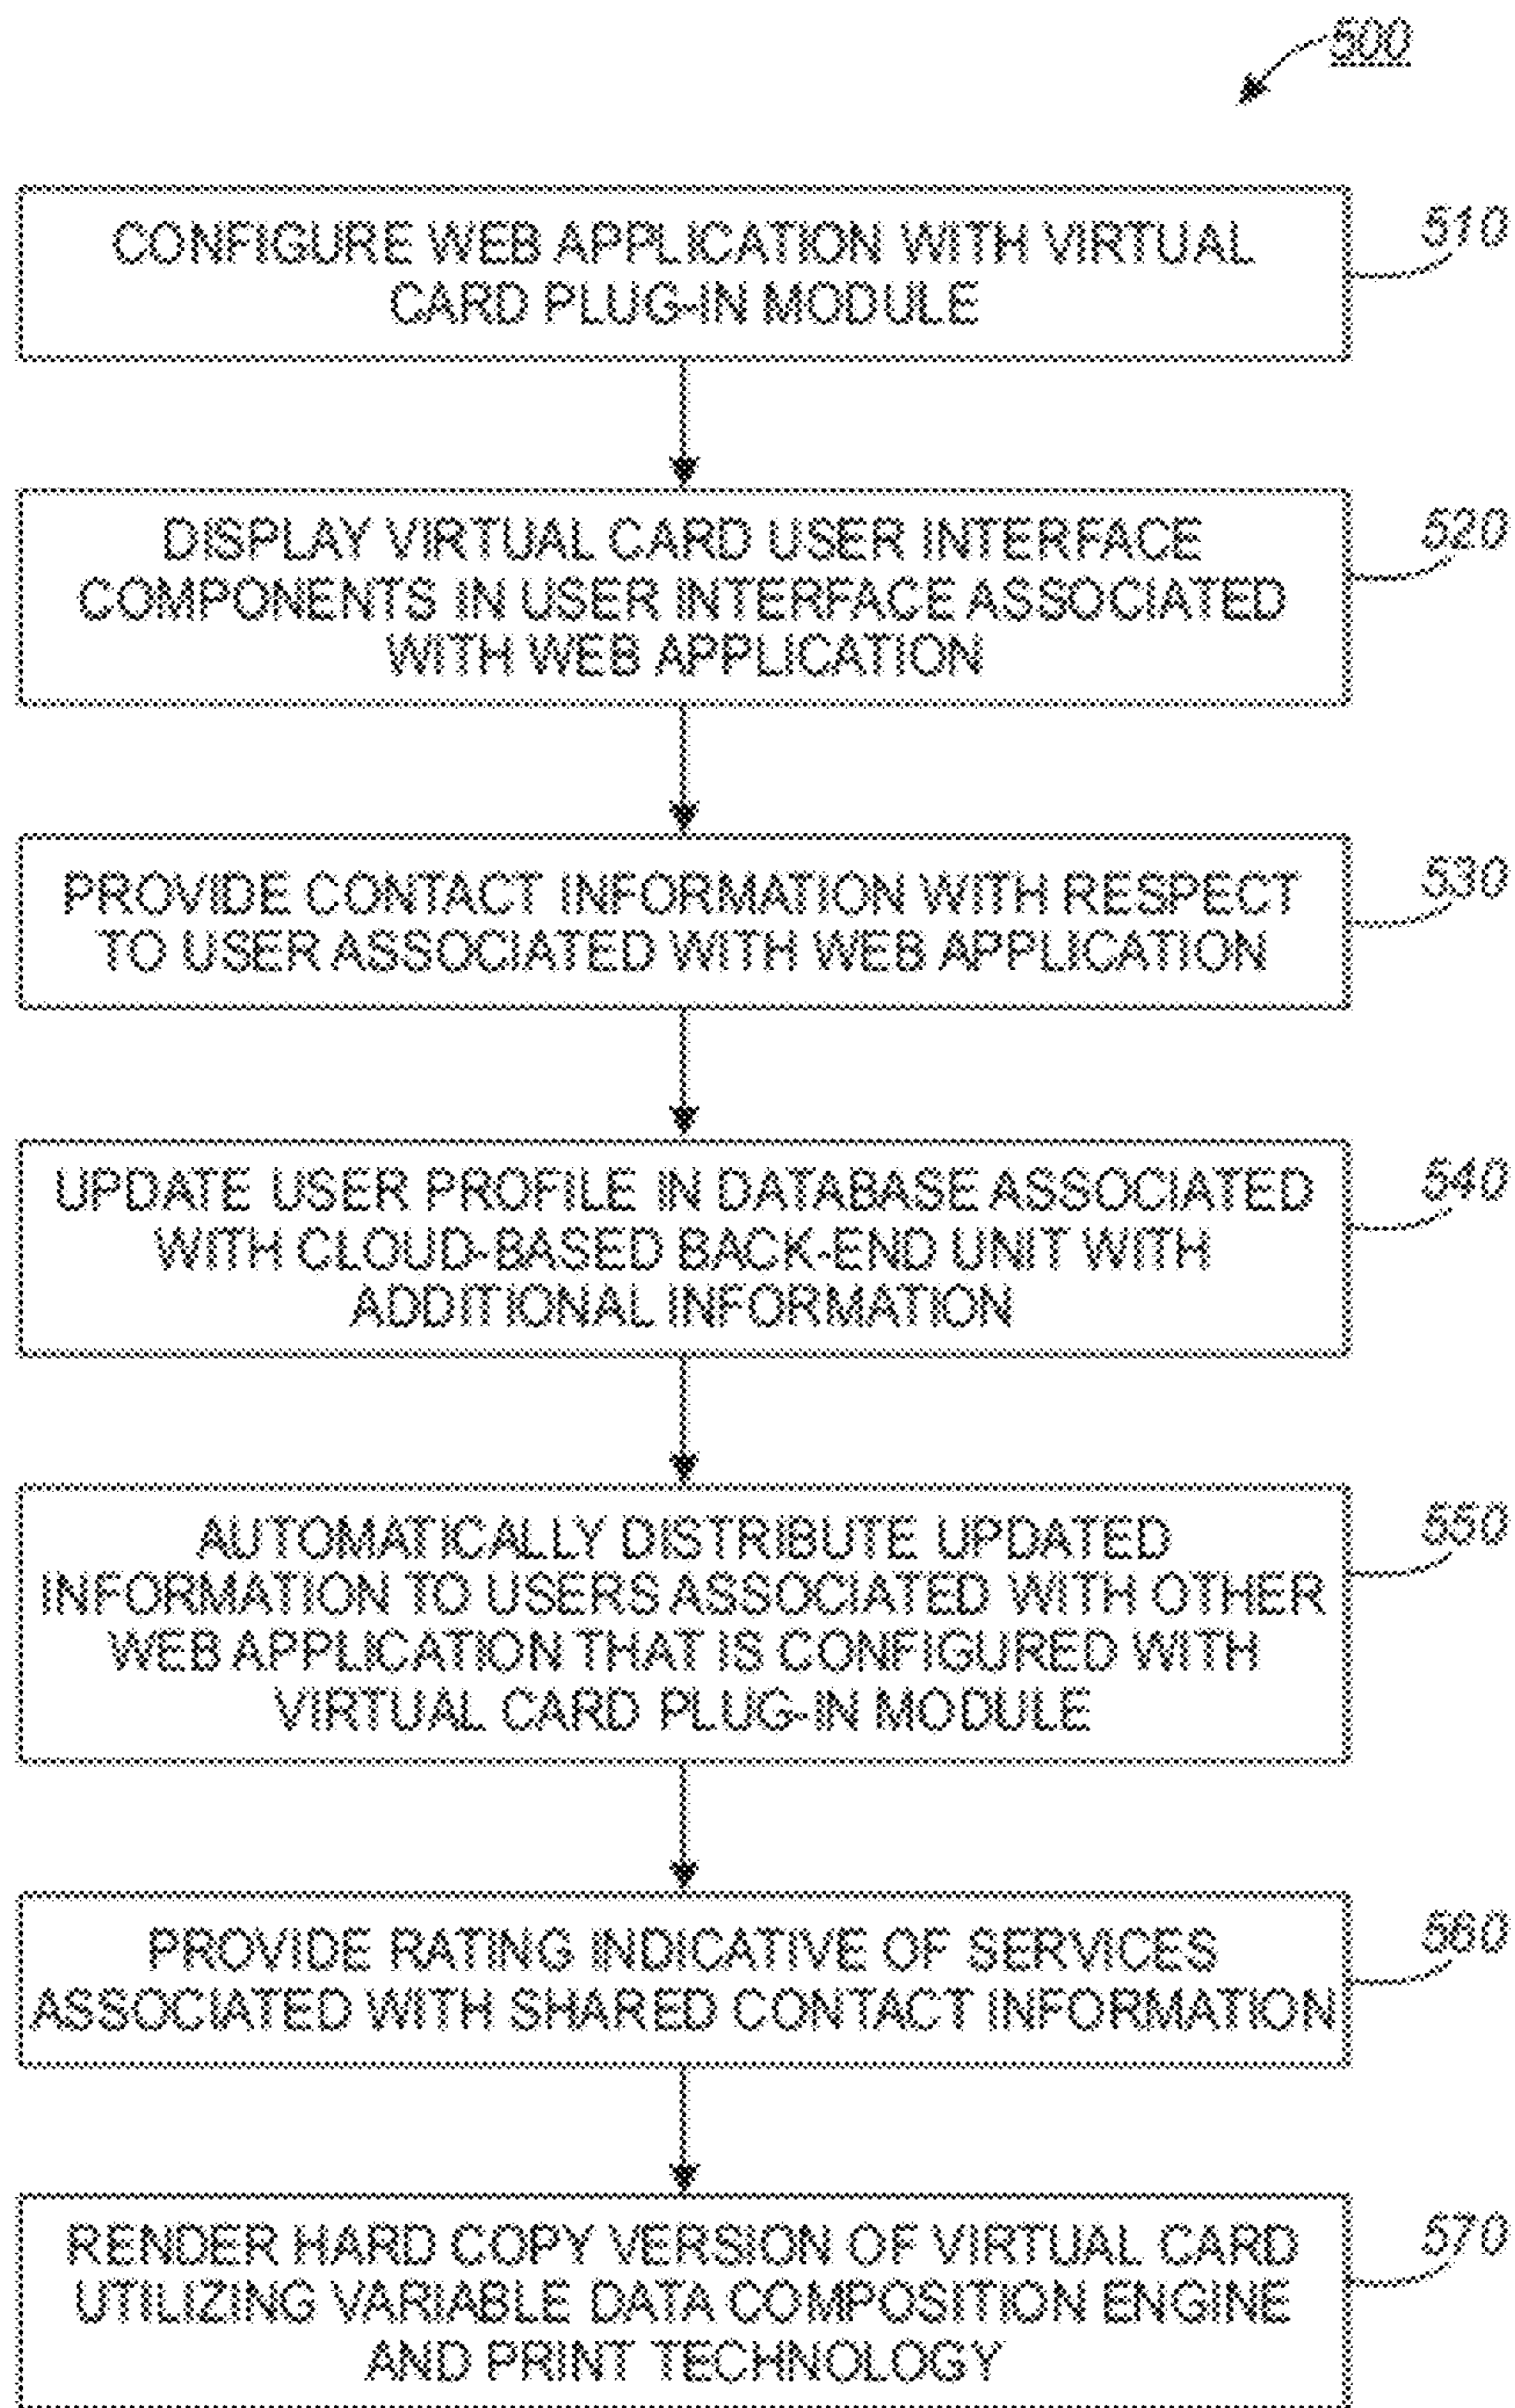 500
CONFIGURE WEB APPLICATION WITH VIRTUAL
CARD PLUG-IN MODULE
510
DISPLAY VIRTUAL CARD USER INTERFACE
COMPONENTS IN USER INTERFACE ASSOCIATED
WITH WEB APPLICATION
520
PROVIDE CONTACT INFORMATION WITH RESPECT
TO USER ASSOCIATED WITH WEB APPLICATION
530
UPDATE USER PROFILE IN DATABASE ASSOCIATED
WITH CLOUD-BASED BACK-END UNIT WITH
ADDITIONAL INFORMATION
540
AUTOMATICALLY DISTRIBUTE UPDATED
INFORMATION TO USERS ASSOCIATED WITH OTHER
WEB APPLICATION THAT IS CONFIGURED WITH
VIRTUAL CARD PLUG-IN MODULE
550
PROVIDE RATING INDICATIVE OF SERVICES
ASSOCIATED WITH SHARED CONTACT INFORMATION
560
RENDER HARD COPY VERSION OF VIRTUAL CARD
UTILIZING VARIABLE DATA COMPOSITION ENGINE
AND PRINT TECHNOLOGY
570